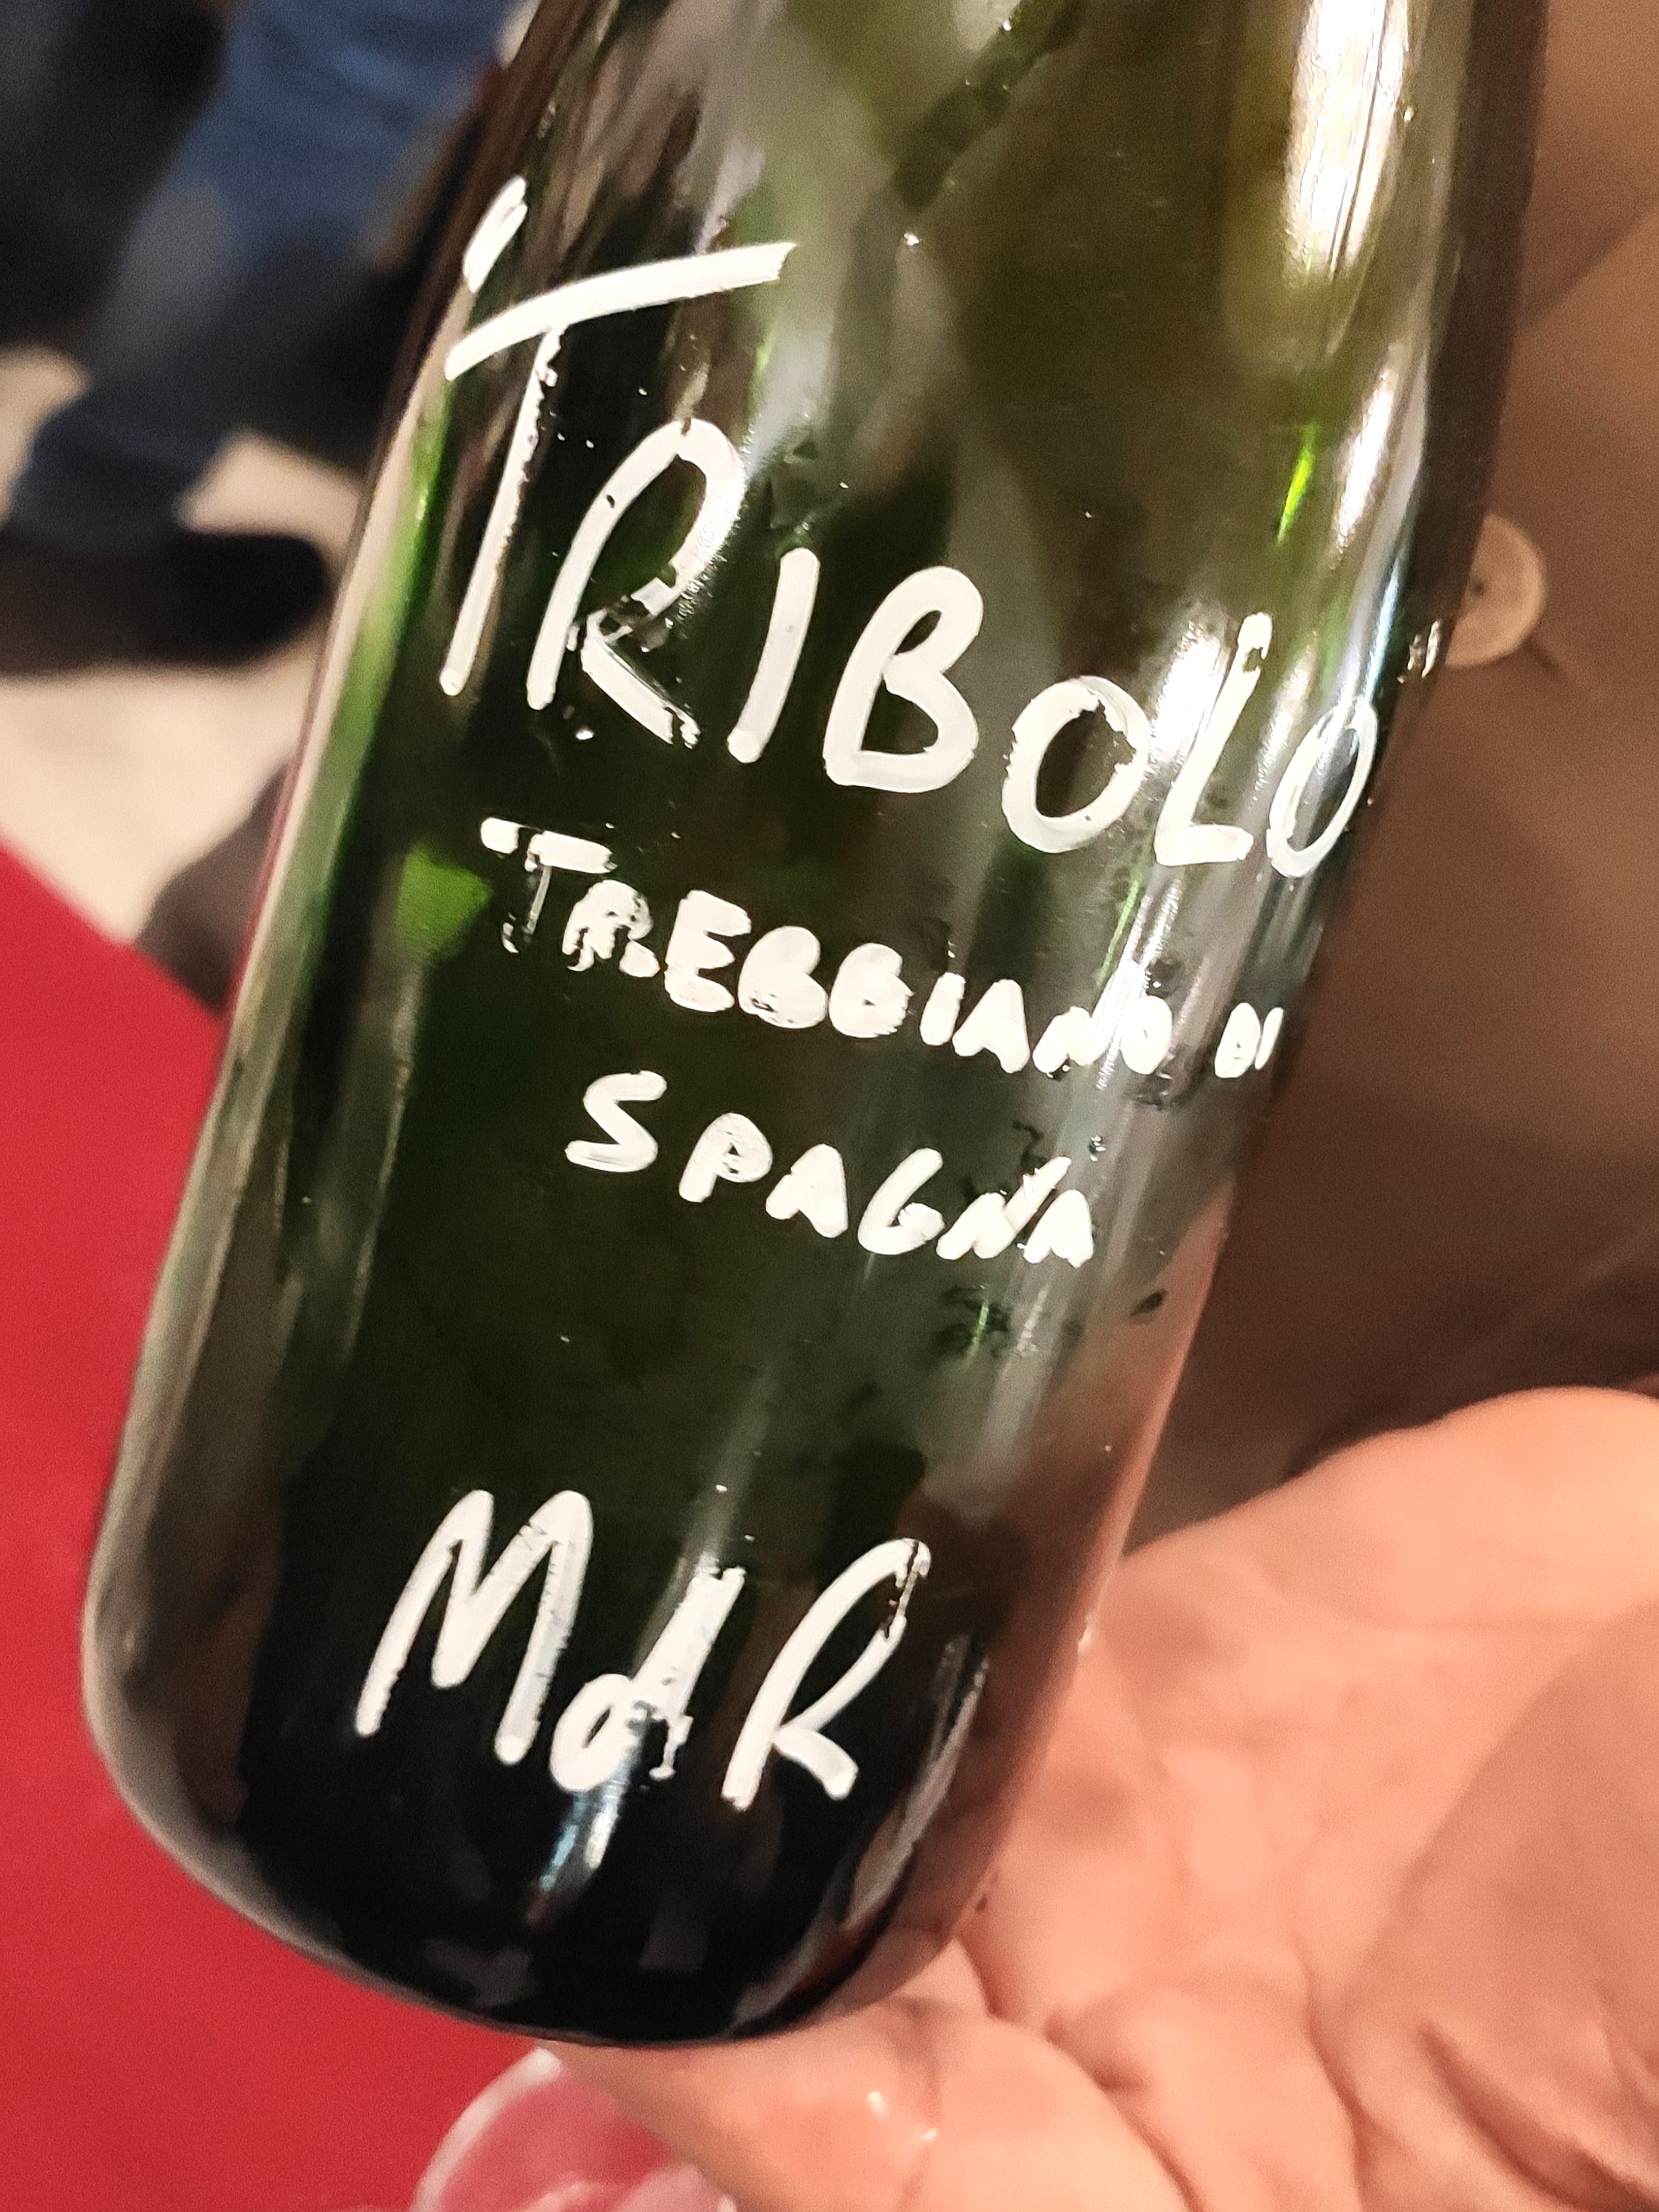 "TRIBOLO"
"TREBBIANO DI
SPAGNA"
MdR